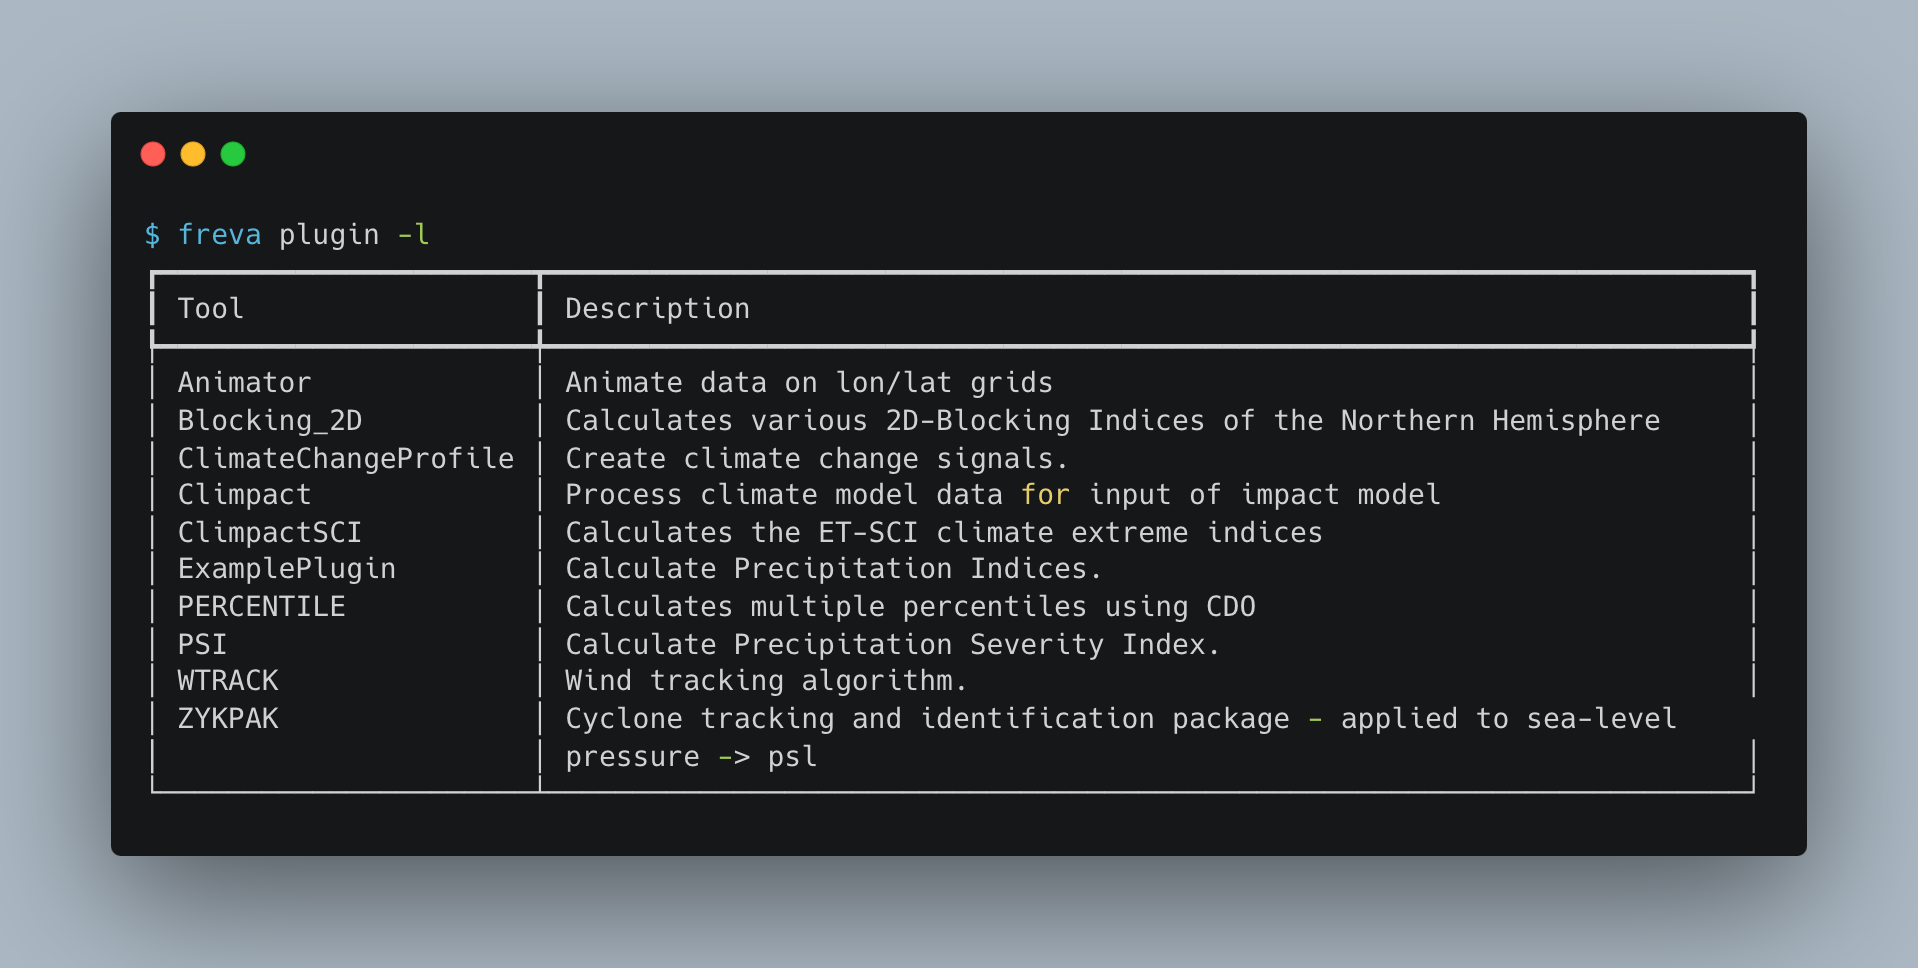 $ freva plugin -l
Tool Description
Animator Animate data on lon/lat grids
Blocking_2D Calculates various 2D-Blocking Indices of the Northern Hemisphere
ClimateChangeProfile Create climate change signals.
Climpact Process climate model data for input of impact model
ClimpactSCI Calculates the ET-SCI climate extreme indices
ExamplePlugin Calculate Precipitation Indices.
PERCENTILE Calculates multiple percentiles using CDO
PSI Calculate Precipitation Severity Index.
WTRACK Wind tracking algorithm.
ZYKPAK Cyclone tracking and identification package - applied to sea-level
pressure -> psl